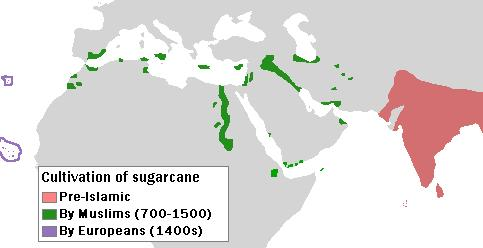 Cultivation of sugarcane
Pre-Islamic
By Muslims (700-1500)
By Europeans (1400s)